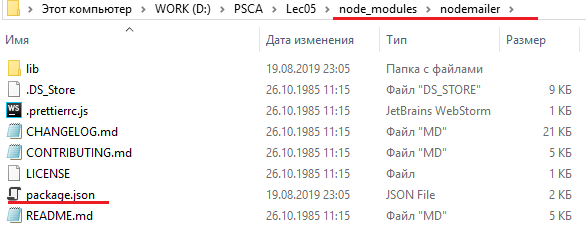 Этот компьютер > WORK (D:) > PSCA > Lec05 > node_modules > nodemailer >
Имя Дата изменения Тип Размер
lib 19.08.2019 23:05 Папка с файлами
.DS_Store 26.10.1985 11:15 Файл "DS_STORE" 9 КБ
.prettierrc.js 26.10.1985 11:15 JetBrains WebStorm 1 КБ
CHANGELOG.md 26.10.1985 11:15 Файл "MD" 21 КБ
CONTRIBUTING.md 26.10.1985 11:15 Файл "MD" 5 КБ
LICENSE 26.10.1985 11:15 Файл 1 КБ
package.json 19.08.2019 23:05 JSON File 2 КБ
README.md 26.10.1985 11:15 Файл "MD" 5 КБ